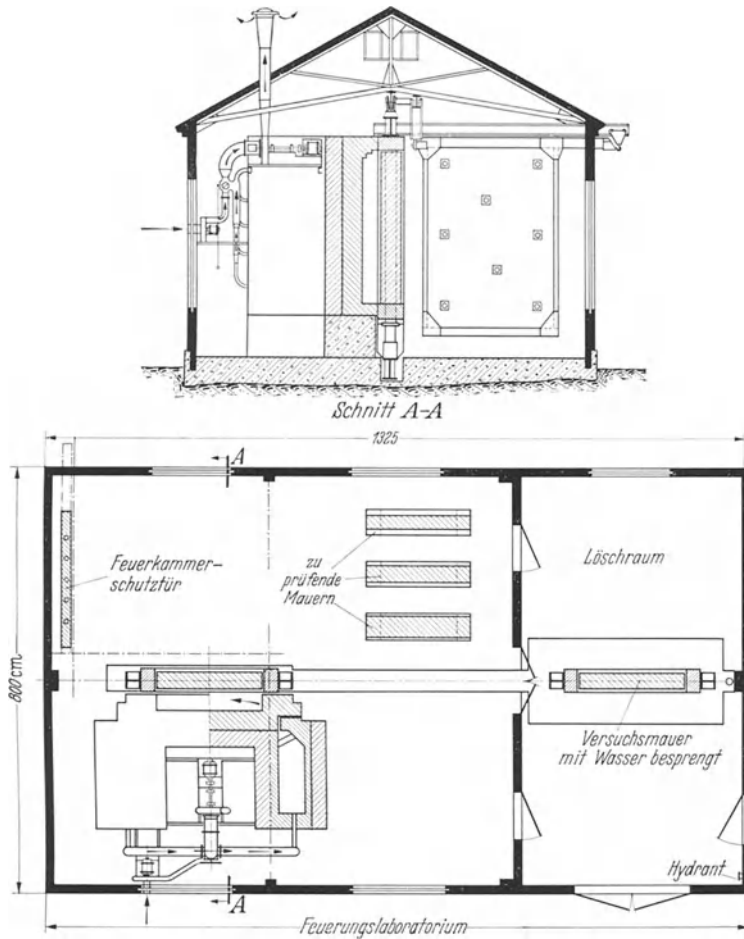 Schnitt A-A
1325
A
Feuerkammer-
schutztür
zu
prüfende
Mauern
Löschraum
800 cm
Versuchsmauer
mit Wasser besprengt
Hydrant
A
Feuerungslaboratorium